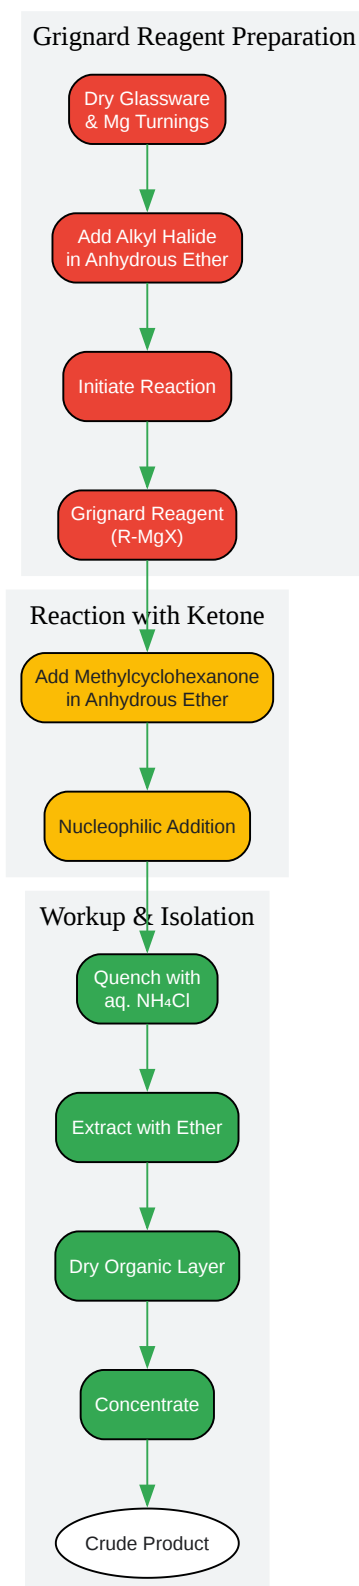 Grignard Reagent Preparation
Dry Glassware
& Mg Turnings
Add Alkyl Halide
in Anhydrous Ether
Initiate Reaction
Grignard Reagent
(R-MgX)
Reaction with Ketone
Add Methylcyclohexanone
in Anhydrous Ether
Nucleophilic Addition
Workup & Isolation
Quench with
aq. NH₄Cl
Extract with Ether
Dry Organic Layer
Concentrate
Crude Product